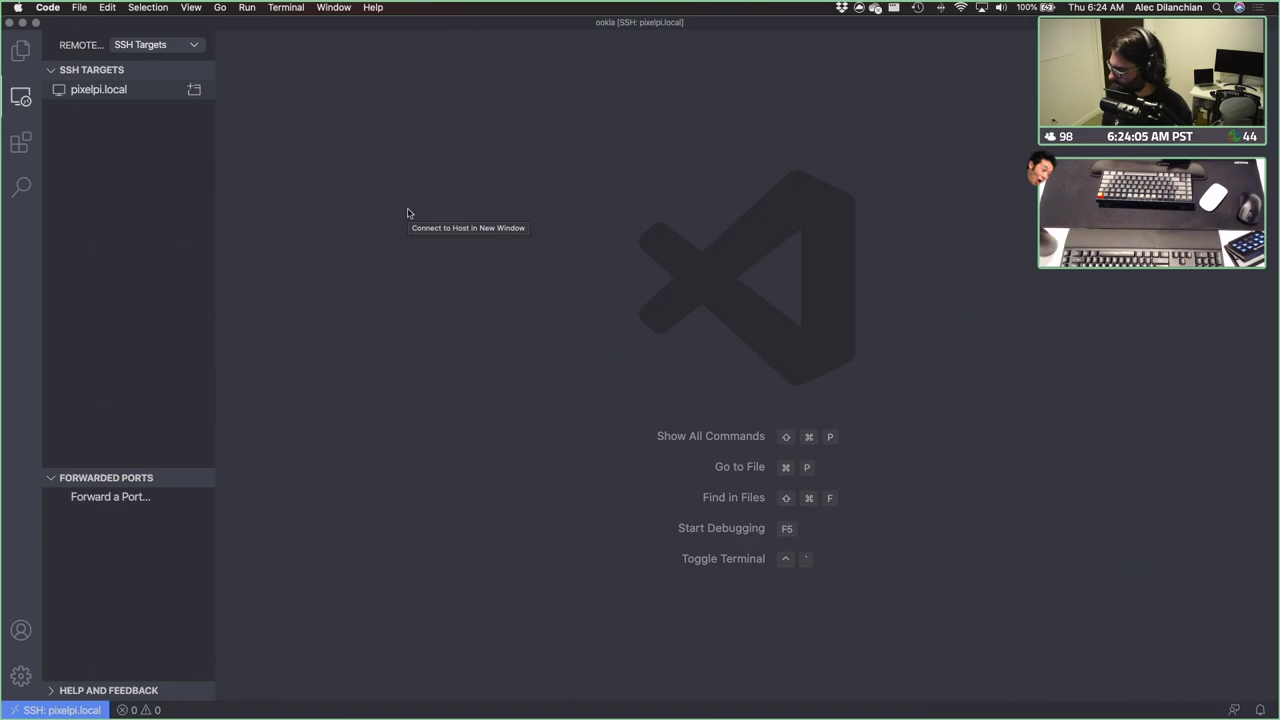 Code File Edit Selection View Go Run Terminal Window Help
100% Thu 6:24 AM Alec Dilanchian
ookla [SSH: pixelpi.local]
REMOTE... SSH Targets
SSH TARGETS
pixelpi.local
98 6:24:05 AM PST 44
Connect to Host in New Window
Show All Commands ⇧ ⌘ P
Go to File ⌘ P
FORWARDED PORTS
Forward a Port...
Find in Files ⇧ ⌘ F
Start Debugging F5
Toggle Terminal ^ `
HELP AND FEEDBACK
SSH: pixelpi.local 0 0